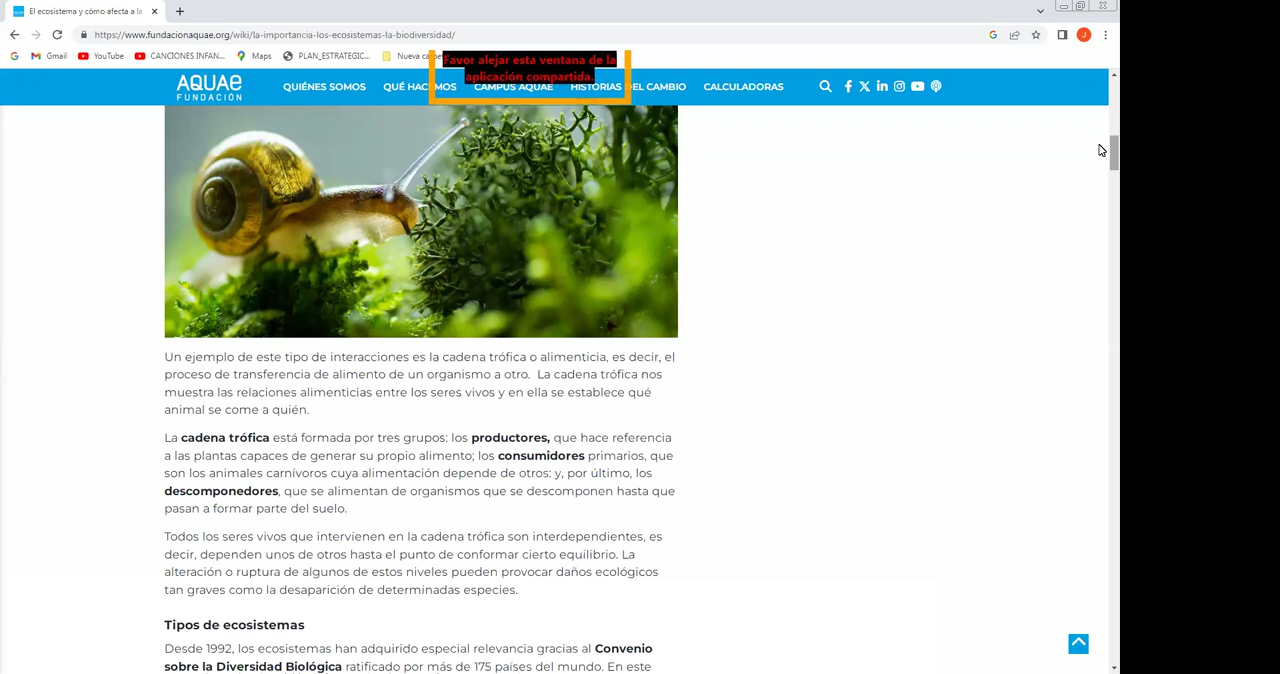 El ecosistema y cómo afecta a la
https://www.fundacionaquae.org/wiki/la-importancia-los-ecosistemas-la-biodiversidad/
J
G Gmail YouTube CANCIONES INFAN... Maps PLAN_ESTRATEGIC... Nueva
Favor alejar esta ventana de la
aplicación compartida.
AQUAE
FUNDACIÓN
QUIÉNES SOMOS QUÉ HACEMOS CAMPUS AQUAE HISTORIAS DEL CAMBIO CALCULADORAS
Un ejemplo de este tipo de interacciones es la cadena trófica o alimenticia, es decir, el
proceso de transferencia de alimento de un organismo a otro. La cadena trófica nos
muestra las relaciones alimenticias entre los seres vivos y en ella se establece qué
animal se come a quién.
La cadena trófica está formada por tres grupos: los productores, que hace referencia
a las plantas capaces de generar su propio alimento; los consumidores primarios, que
son los animales carnívoros cuya alimentación depende de otros: y, por último, los
descomponedores, que se alimentan de organismos que se descomponen hasta que
pasan a formar parte del suelo.
Todos los seres vivos que intervienen en la cadena trófica son interdependientes, es
decir, dependen unos de otros hasta el punto de conformar cierto equilibrio. La
alteración o ruptura de algunos de estos niveles pueden provocar daños ecológicos
tan graves como la desaparición de determinadas especies.
Tipos de ecosistemas
Desde 1992, los ecosistemas han adquirido especial relevancia gracias al Convenio
sobre la Diversidad Biológica ratificado por más de 175 países del mundo. En este